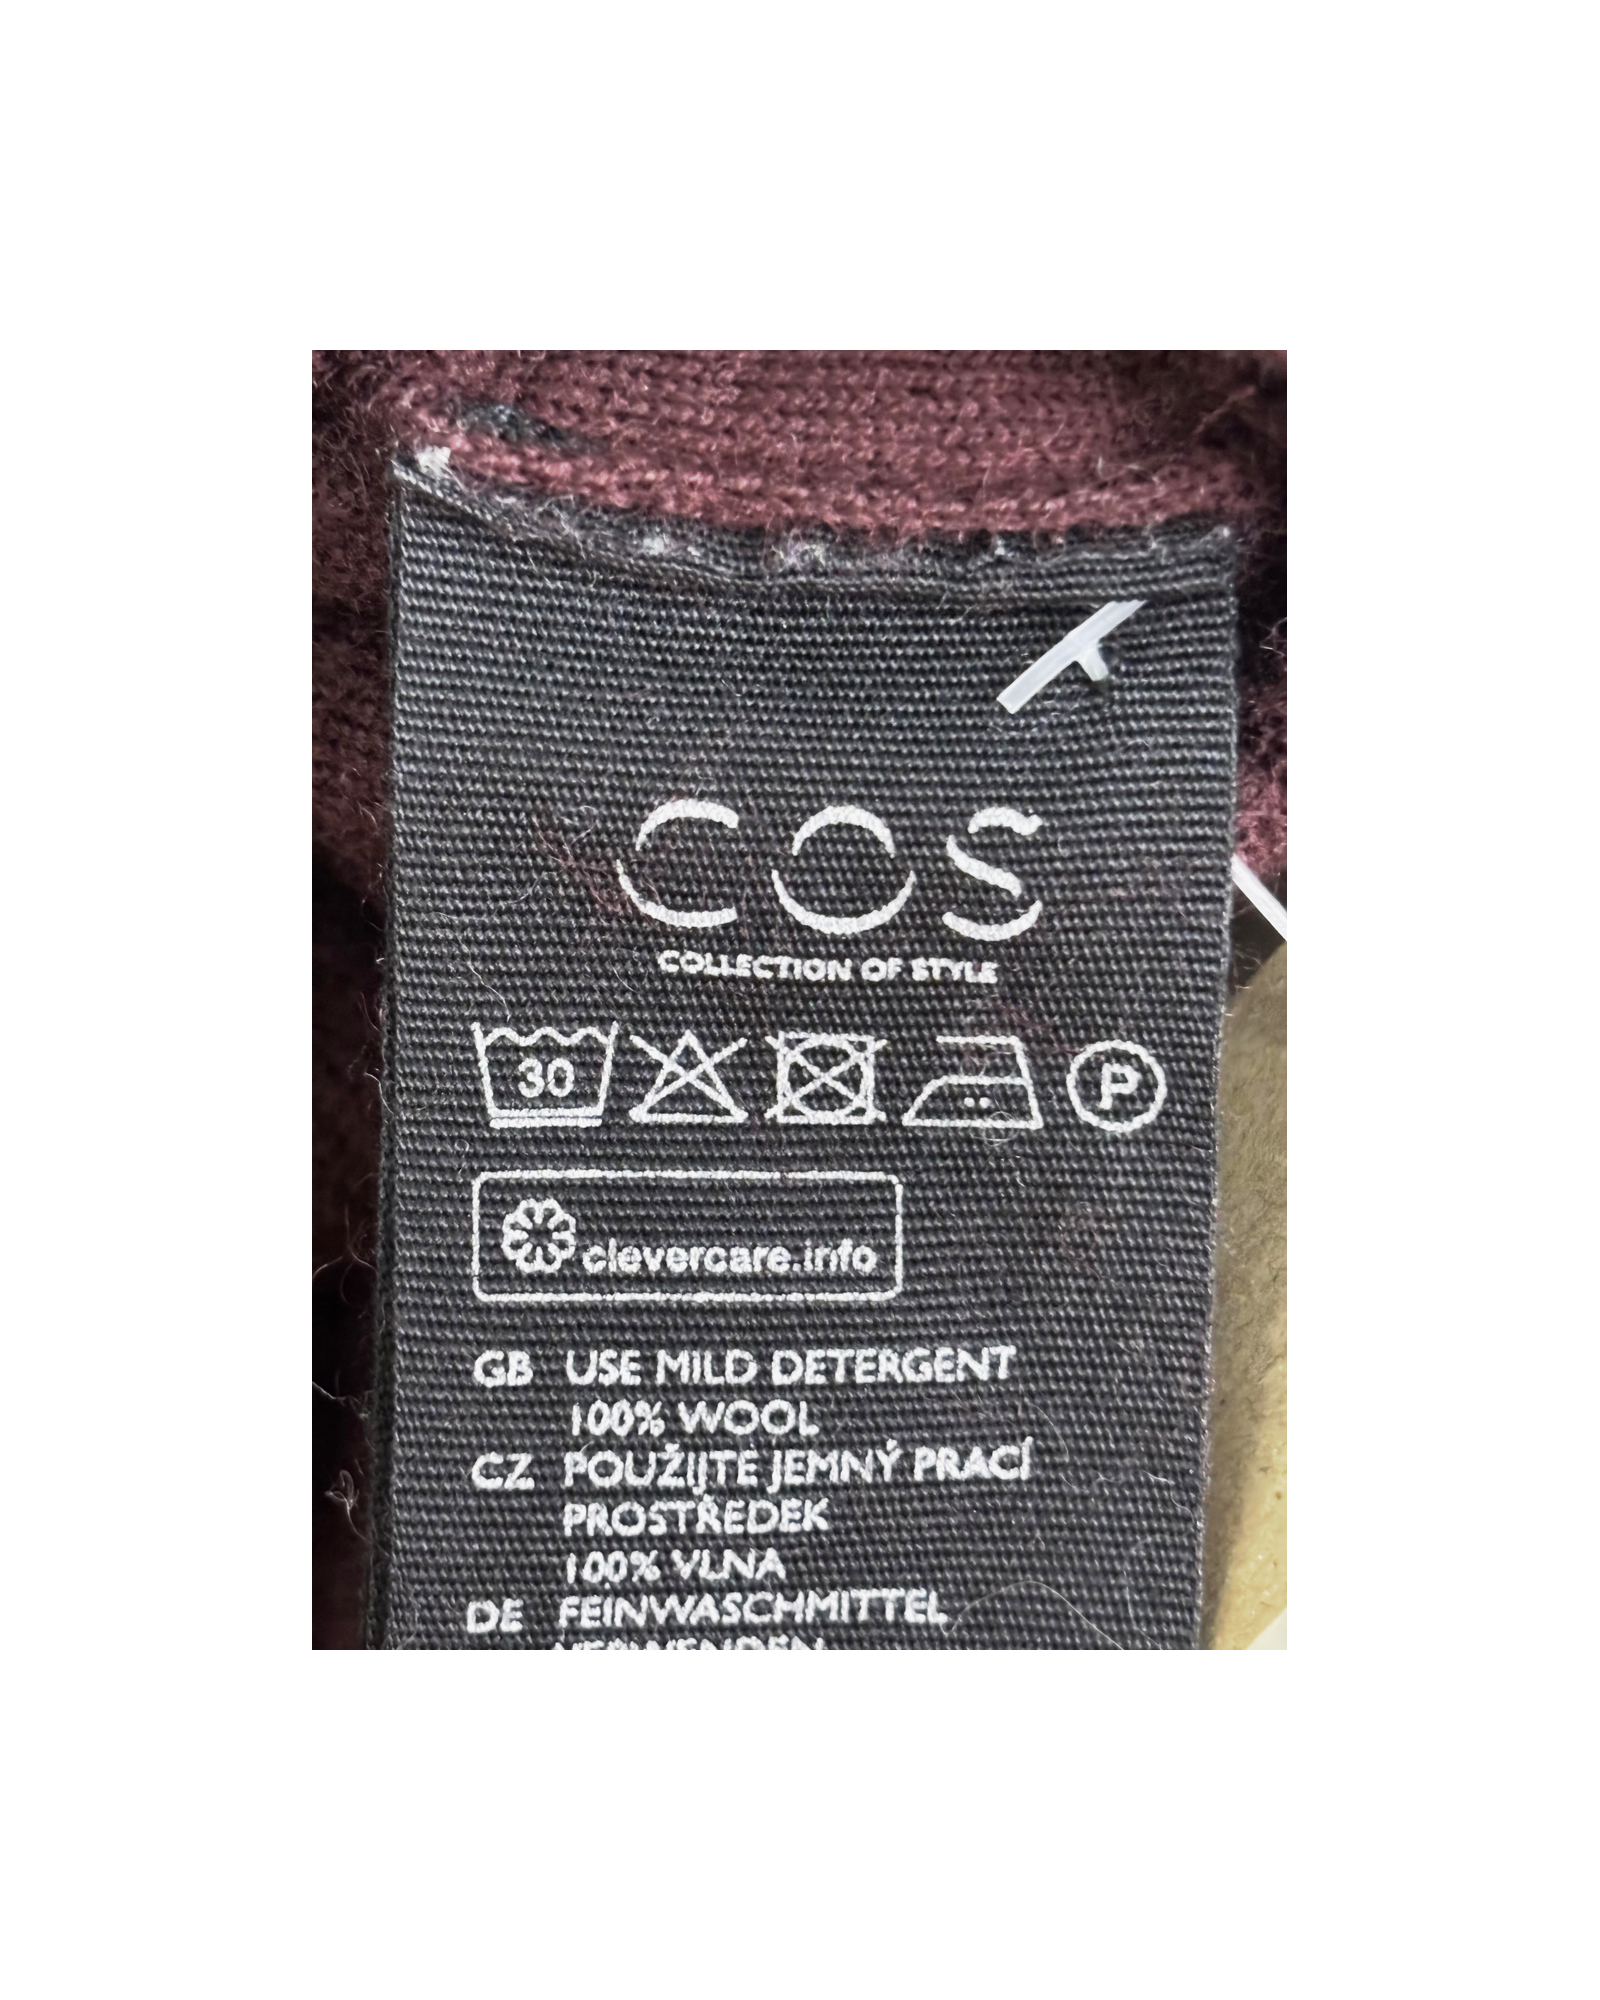 COS
COLLECTION OF STYLE
30
P
clevercare.info
GB USE MILD DETERGENT
100% WOOL
CZ POUŽIJTE JEMNÝ PRACÍ
PROSTŘEDEK
100% VLNA
DE FEINWASCHMITTEL
VERWENDEN